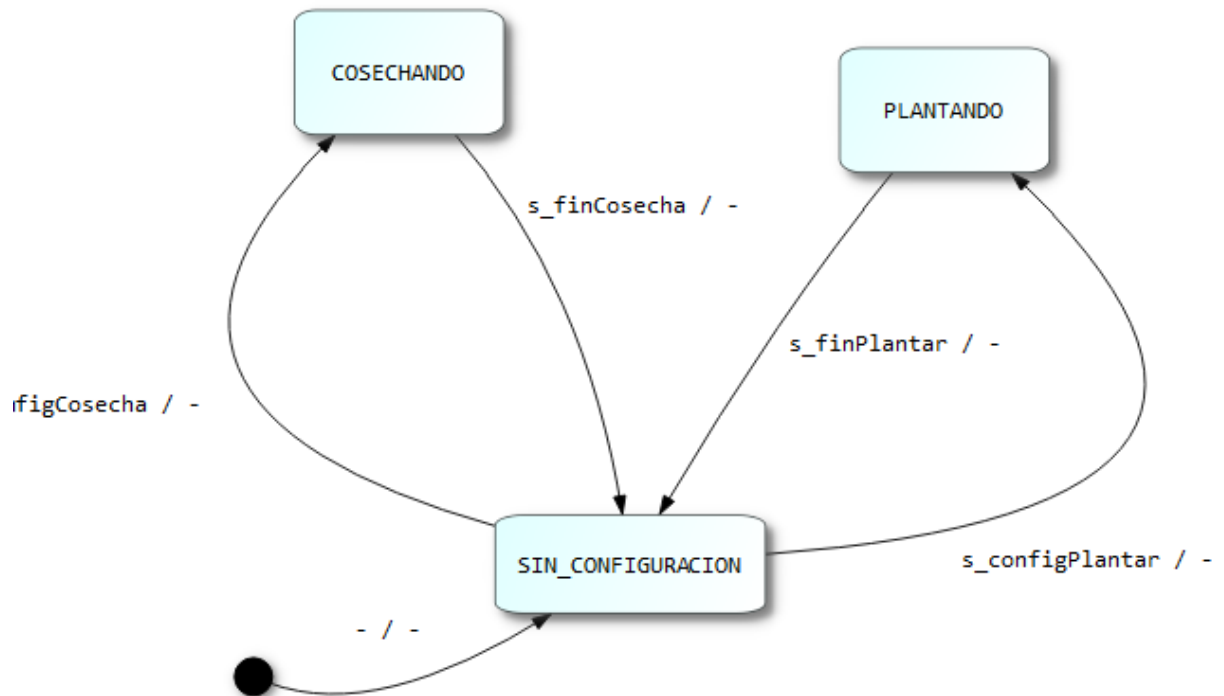 COSECHANDO
PLANTANDO
s_finCosecha / -
s_finPlantar / -
figCosecha / -
SIN_CONFIGURACION
s_configPlantar / -
- / -